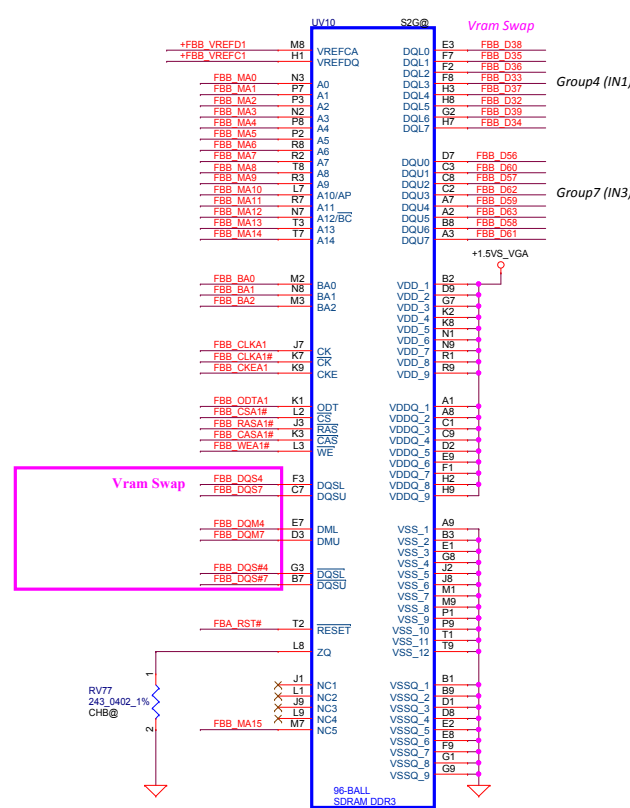 UV10 S2G@ Vram Swap
+FBB_VREFD1 M8 VREFCA DQL0 E3 FBB_D38
+FBB_VREFC1 H1 VREFDQ DQL1 F7 FBB_D35
DQL2 F2 FBB_D36
FBB_MA0 N3 A0 DQL3 F8 FBB_D33 Group4 (IN1,
FBB_MA1 P7 A1 DQL4 H3 FBB_D37
FBB_MA2 P3 A2 DQL5 H8 FBB_D32
FBB_MA3 N2 A3 DQL6 G2 FBB_D39
FBB_MA4 P8 A4 DQL7 H7 FBB_D34
FBB_MA5 P2 A5
FBB_MA6 R8 A6
FBB_MA7 R2 A7 DQU0 D7 FBB_D56
FBB_MA8 T8 A8 DQU1 C3 FBB_D60
FBB_MA9 R3 A9 DQU2 C8 FBB_D57
FBB_MA10 L7 A10/AP DQU3 C2 FBB_D62 Group7 (IN3,
FBB_MA11 R7 A11 DQU4 A7 FBB_D59
FBB_MA12 N7 A12/BC DQU5 A2 FBB_D63
FBB_MA13 T3 A13 DQU6 B8 FBB_D58
FBB_MA14 T7 A14 DQU7 A3 FBB_D61
+1.5VS_VGA
FBB_BA0 M2 BA0 VDD_1 B2
FBB_BA1 N8 BA1 VDD_2 D9
FBB_BA2 M3 BA2 VDD_3 G7
VDD_4 K2
VDD_5 K8
VDD_6 N1
FBB_CLKA1 J7 CK VDD_7 N9
FBB_CLKA1# K7 CK VDD_8 R1
FBB_CKEA1 K9 CKE VDD_9 R9
FBB_ODTA1 K1 ODT VDDQ_1 A1
FBB_CSA1# L2 CS VDDQ_2 A8
FBB_RASA1# J3 RAS VDDQ_3 C1
FBB_CASA1# K3 CAS VDDQ_4 C9
FBB_WEA1# L3 WE VDDQ_5 D2
VDDQ_6 E9
VDDQ_7 F1
Vram Swap FBB_DQS4 F3 DQSL VDDQ_8 H2
FBB_DQS7 C7 DQSU VDDQ_9 H9
FBB_DQM4 E7 DML VSS_1 A9
FBB_DQM7 D3 DMU VSS_2 B3
VSS_3 E1
VSS_4 G8
FBB_DQS#4 G3 DQSL VSS_5 J2
FBB_DQS#7 B7 DQSU VSS_6 J8
VSS_7 M1
VSS_8 M9
VSS_9 P1
FBA_RST# T2 RESET VSS_10 P9
VSS_11 T1
L8 ZQ VSS_12 T9
1
J1 NC1 VSSQ_1 B1
RV77 L1 NC2 VSSQ_2 B9
243_0402_1% J9 NC3 VSSQ_3 D1
CHB@ L9 NC4 VSSQ_4 D8
2 FBB_MA15 M7 NC5 VSSQ_5 E2
VSSQ_6 E8
VSSQ_7 F9
VSSQ_8 G1
VSSQ_9 G9
96-BALL
SDRAM DDR3